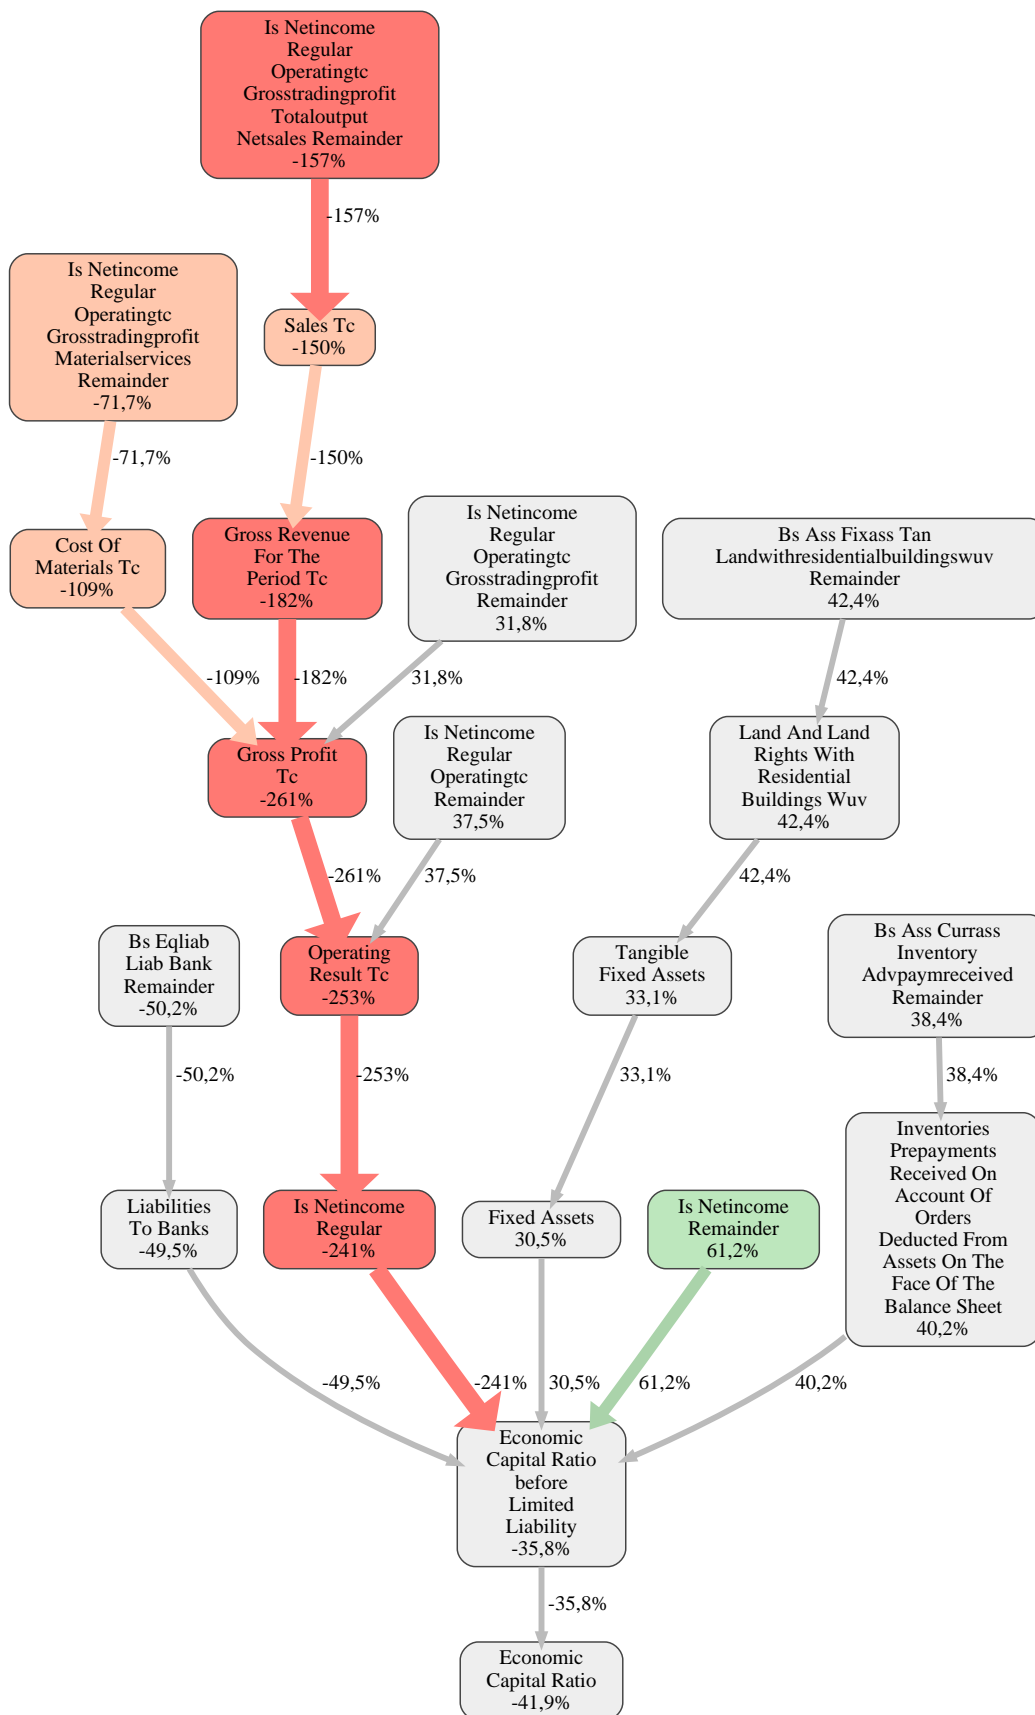 Is Netincome
Regular
Operatingtc
Grosstradingprofit
Totaloutput
Netsales Remainder
-157%
-157%
Is Netincome
Regular
Operatingtc
Grosstradingprofit
Materialservices
Remainder
-71,7%
Sales Tc
-150%
-71,7%
-150%
Cost Of
Materials Tc
-109%
Gross Revenue
For The
Period Tc
-182%
Is Netincome
Regular
Operatingtc
Grosstradingprofit
Remainder
31,8%
Bs Ass Fixass Tan
Landwithresidentialbuildingswuv
Remainder
42,4%
-109%
-182%
31,8%
42,4%
Gross Profit
Tc
-261%
Is Netincome
Regular
Operatingtc
Remainder
37,5%
Land And Land
Rights With
Residential
Buildings Wuv
42,4%
-261%
37,5%
42,4%
Bs Eqliab
Liab Bank
Remainder
-50,2%
Operating
Result Tc
-253%
Tangible
Fixed Assets
33,1%
Bs Ass Currass
Inventory
Advpaymreceived
Remainder
38,4%
-50,2%
-253%
33,1%
38,4%
Liabilities
To Banks
-49,5%
Is Netincome
Regular
-241%
Fixed Assets
30,5%
Is Netincome
Remainder
61,2%
Inventories
Prepayments
Received On
Account Of
Orders
Deducted From
Assets On The
Face Of The
Balance Sheet
40,2%
-49,5%
-241%
30,5%
61,2%
40,2%
Economic
Capital Ratio
before
Limited
Liability
-35,8%
-35,8%
Economic
Capital Ratio
-41,9%